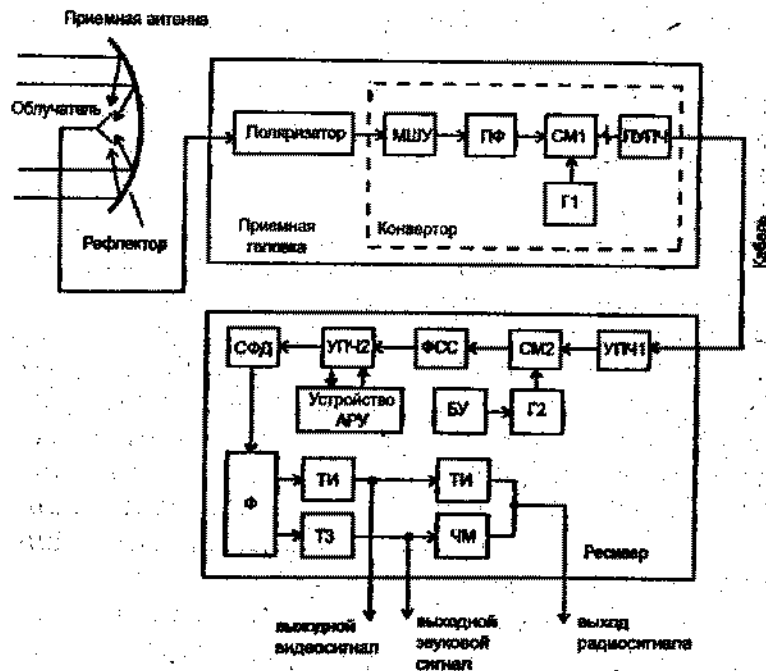 Приемная антенна
Облучатель
Рефлектор
Поляризатор
МШУ
ПФ
СМ1
ПУПЧ
Г1
Приемная
головка
Конвертор
Кабель
СФД
УПЧ2
ФСС
СМ2
УПЧ1
Устройство
АРУ
БУ
Г2
Ф
ТИ
ТИ
ТЗ
ЧМ
Ресивер
выходной
видеосигнал
выходной
звуковой
сигнал
выход
радиосигнала